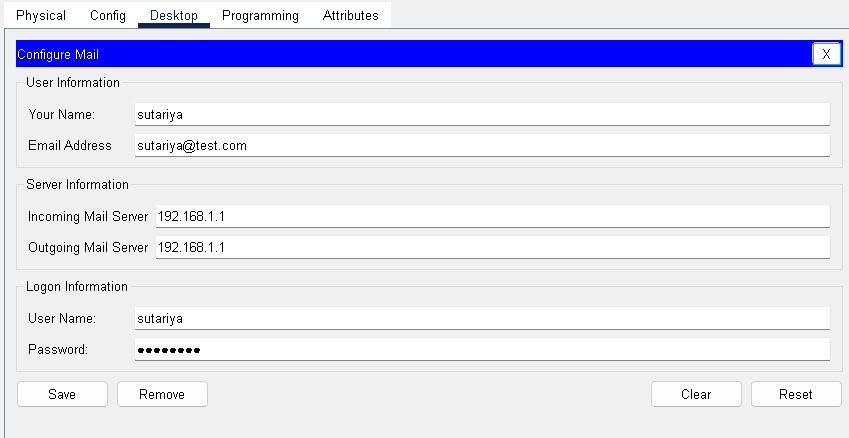 Physical Config Desktop Programming Attributes
Configure Mail X
User Information
Your Name: sutariya
Email Address sutariya@test.com
Server Information
Incoming Mail Server 192.168.1.1
Outgoing Mail Server 192.168.1.1
Logon Information
User Name: sutariya
Password: ●●●●●●●●
Save Remove Clear Reset